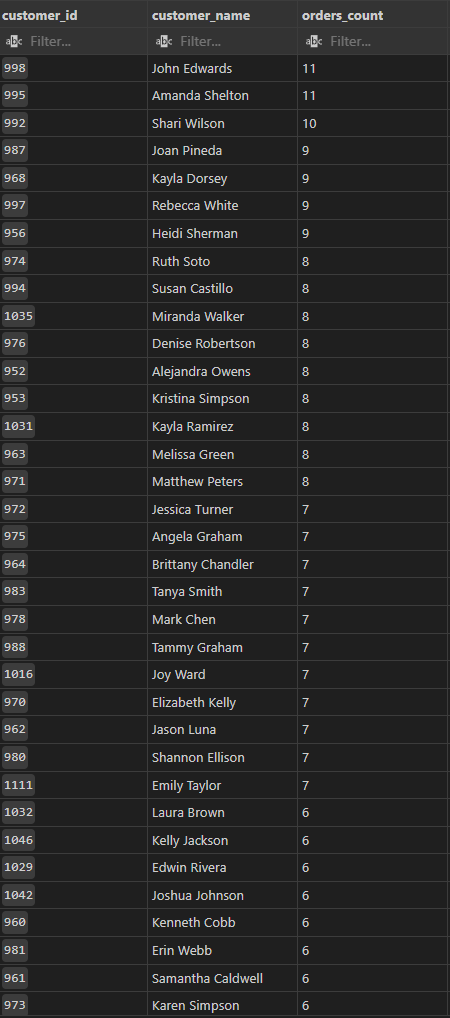 customer_id customer_name orders_count
abc Filter... abc Filter... abc Filter...
998 John Edwards 11
995 Amanda Shelton 11
992 Shari Wilson 10
987 Joan Pineda 9
968 Kayla Dorsey 9
997 Rebecca White 9
956 Heidi Sherman 9
974 Ruth Soto 8
994 Susan Castillo 8
1035 Miranda Walker 8
976 Denise Robertson 8
952 Alejandra Owens 8
953 Kristina Simpson 8
1031 Kayla Ramirez 8
963 Melissa Green 8
971 Matthew Peters 8
972 Jessica Turner 7
975 Angela Graham 7
964 Brittany Chandler 7
983 Tanya Smith 7
978 Mark Chen 7
988 Tammy Graham 7
1016 Joy Ward 7
970 Elizabeth Kelly 7
962 Jason Luna 7
980 Shannon Ellison 7
1111 Emily Taylor 7
1032 Laura Brown 6
1046 Kelly Jackson 6
1029 Edwin Rivera 6
1042 Joshua Johnson 6
960 Kenneth Cobb 6
981 Erin Webb 6
961 Samantha Caldwell 6
973 Karen Simpson 6